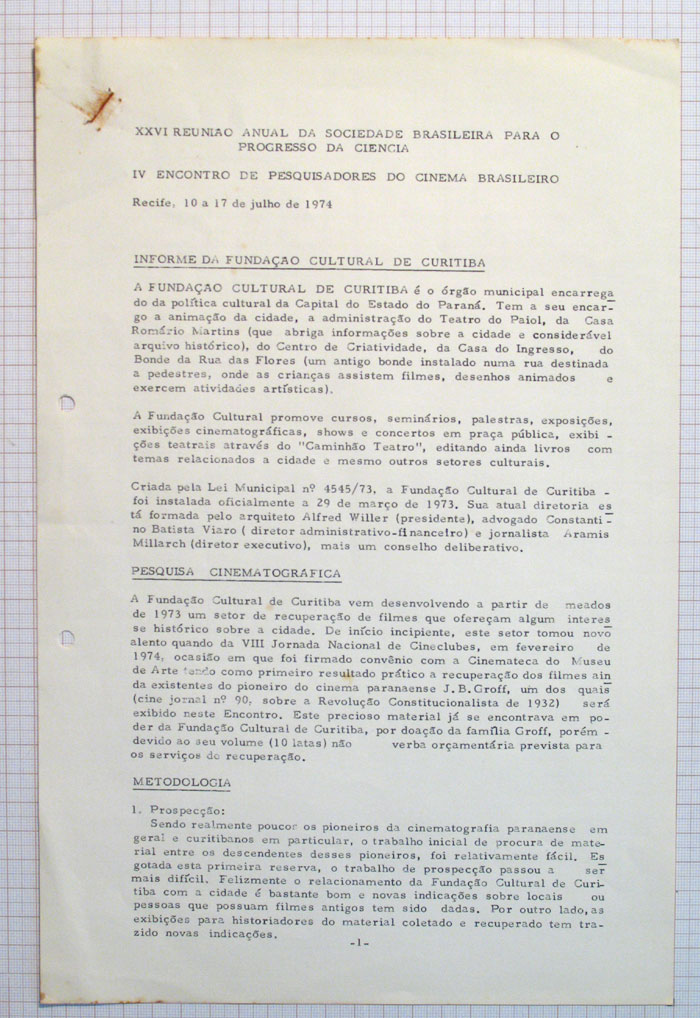 XXVI REUNIAO ANUAL DA SOCIEDADE BRASILEIRA PARA O
PROGRESSO DA CIENCIA
IV ENCONTRO DE PESQUISADORES DO CINEMA BRASILEIRO
Recife, 10 a 17 de julho de 1974
INFORME DA FUNDAÇAO CULTURAL DE CURITIBA
A FUNDAÇAO CULTURAL DE CURITIBA é o órgão municipal encarrega
do da política cultural da Capital do Estado do Paraná. Tem a seu encar-
go a animação da cidade, a administração do Teatro do Paiol, da Casa
Romário Martins (que abriga informações sobre a cidade e considerável
arquivo histórico), do Centro de Criatividade, da Casa do Ingresso, do
Bonde da Rua das Flores (um antigo bonde instalado numa rua destinada
a pedestres, onde as crianças assistem filmes, desenhos animados e
exercem atividades artísticas).
A Fundação Cultural promove cursos, seminários, palestras, exposições,
exibições cinematográficas, shows e concertos em praça pública, exibi -
ções teatrais através do "Caminhão Teatro", editando ainda livros com
temas relacionados a cidade e mesmo outros setores culturais.
Criada pela Lei Municipal nº 4545/73, a Fundação Cultural de Curitiba -
foi instalada oficialmente a 29 de março de 1973. Sua atual diretoria es
tá formada pelo arquiteto Alfred Willer (presidente), advogado Constanti-
no Batista Viaro ( diretor administrativo-financeiro) e jornalista Aramis
Millarch (diretor executivo), mais um conselho deliberativo.
PESQUISA CINEMATOGRAFICA
A Fundação Cultural de Curitiba vem desenvolvendo a partir de meados
de 1973 um setor de recuperação de filmes que ofereçam algum interes
se histórico sobre a cidade. De início incipiente, este setor tomou novo
alento quando da VIII Jornada Nacional de Cineclubes, em fevereiro de
1974, ocasião em que foi firmado convênio com a Cinemateca do Museu
de Arte tendo como primeiro resultado prático a recuperação dos filmes ain
da existentes do pioneiro do cinema paranaense J.B.Groff, um dos quais
(cine jornal nº 90, sobre a Revolução Constitucionalista de 1932) será
exibido neste Encontro. Este precioso material já se encontrava em po-
der da Fundação Cultural de Curitiba, por doação da família Groff, porém -
devido ao seu volume (10 latas) não verba orçamentária prevista para
os serviços de recuperação.
METODOLOGIA
1. Prospecção:
Sendo realmente poucos os pioneiros da cinematografia paranaense em
geral e curitibanos em particular, o trabalho inicial de procura de mate-
rial entre os descendentes desses pioneiros, foi relativamente fácil. Es
gotada esta primeira reserva, o trabalho de prospecção passou a ser
mais difícil. Felizmente o relacionamento da Fundação Cultural de Curi-
tiba com a cidade é bastante bom e novas indicações sobre locais ou
pessoas que possuam filmes antigos tem sido dadas. Por outro lado, as
exibições para historiadores do material coletado e recuperado tem tra-
zido novas indicações.
-1-